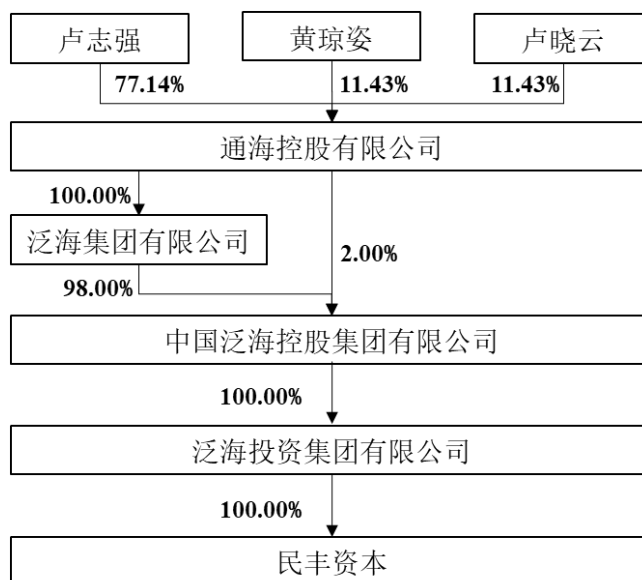 卢志强 黄琼姿 卢晓云
77.14% 11.43% 11.43%
通海控股有限公司
100.00%
泛海集团有限公司
2.00%
98.00%
中国泛海控股集团有限公司
100.00%
泛海投资集团有限公司
100.00%
民丰资本